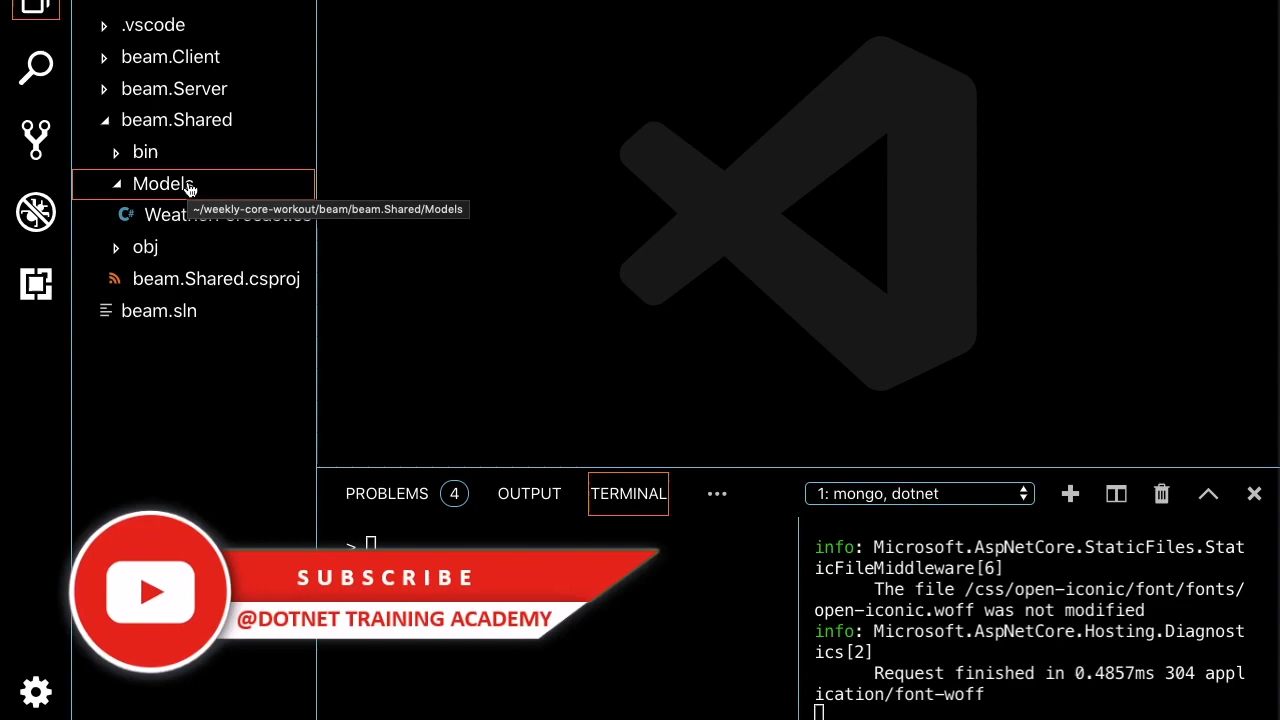 .vscode
beam.Client
beam.Server
beam.Shared
bin
Models
~/weekly-core-workout/beam/beam.Shared/Models
C#
obj
beam.Shared.csproj
beam.sln
PROBLEMS 4 OUTPUT TERMINAL ···
1: mongo, dotnet
>
info: Microsoft.AspNetCore.StaticFiles.Stat
icFileMiddleware[6]
The file /css/open-iconic/font/fonts/
open-iconic.woff was not modified
info: Microsoft.AspNetCore.Hosting.Diagnost
ics[2]
Request finished in 0.4857ms 304 appl
ication/font-woff
SUBSCRIBE
@DOTNET TRAINING ACADEMY